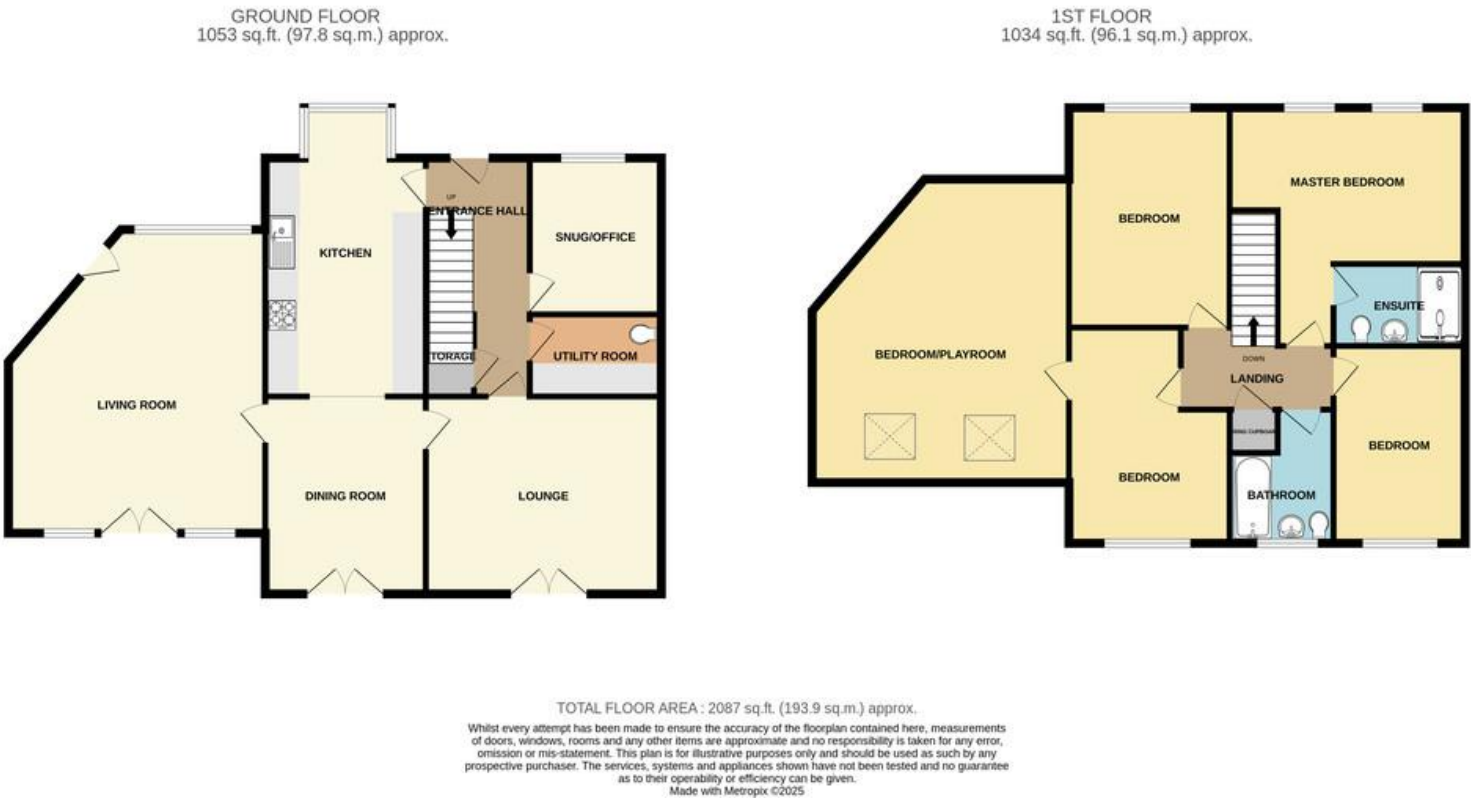 GROUND FLOOR
1053 sq.ft. (97.8 sq.m.) approx.
1ST FLOOR
1034 sq.ft. (96.1 sq.m.) approx.
UP
ENTRANCE HALL
KITCHEN
SNUG/OFFICE
TORAGE
UTILITY ROOM
LIVING ROOM
DINING ROOM
LOUNGE
MASTER BEDROOM
BEDROOM
ENSUITE
BEDROOM/PLAYROOM
DOWN
LANDING
BEDROOM
BEDROOM
BATHROOM
TOTAL FLOOR AREA : 2087 sq.ft. (193.9 sq.m.) approx.
Whilst every attempt has been made to ensure the accuracy of the floorplan contained here, measurements
of doors, windows, rooms and any other items are approximate and no responsibility is taken for any error,
omission or mis-statement. This plan is for illustrative purposes only and should be used as such by any
prospective purchaser. The services, systems and appliances shown have not been tested and no guarantee
as to their operability or efficiency can be given.
Made with Metropix ©2025